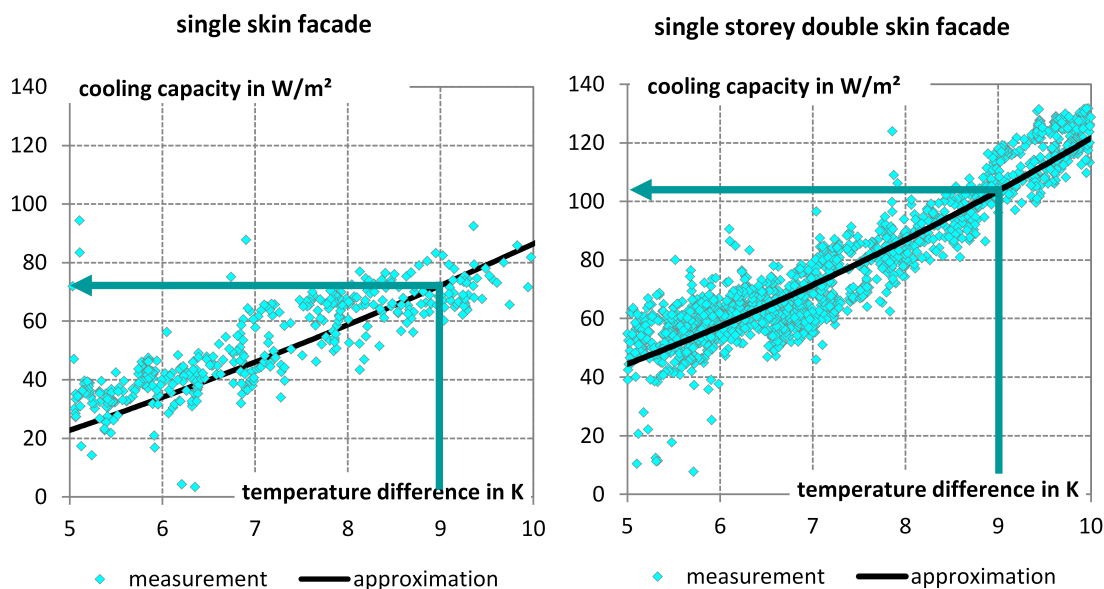 single skin facade
cooling capacity in W/m²
140
120
100
80
60
40
20
0
temperature difference in K
5 6 7 8 9 10
measurement approximation
single storey double skin facade
cooling capacity in W/m²
140
120
100
80
60
40
20
0
temperature difference in K
5 6 7 8 9 10
measurement approximation